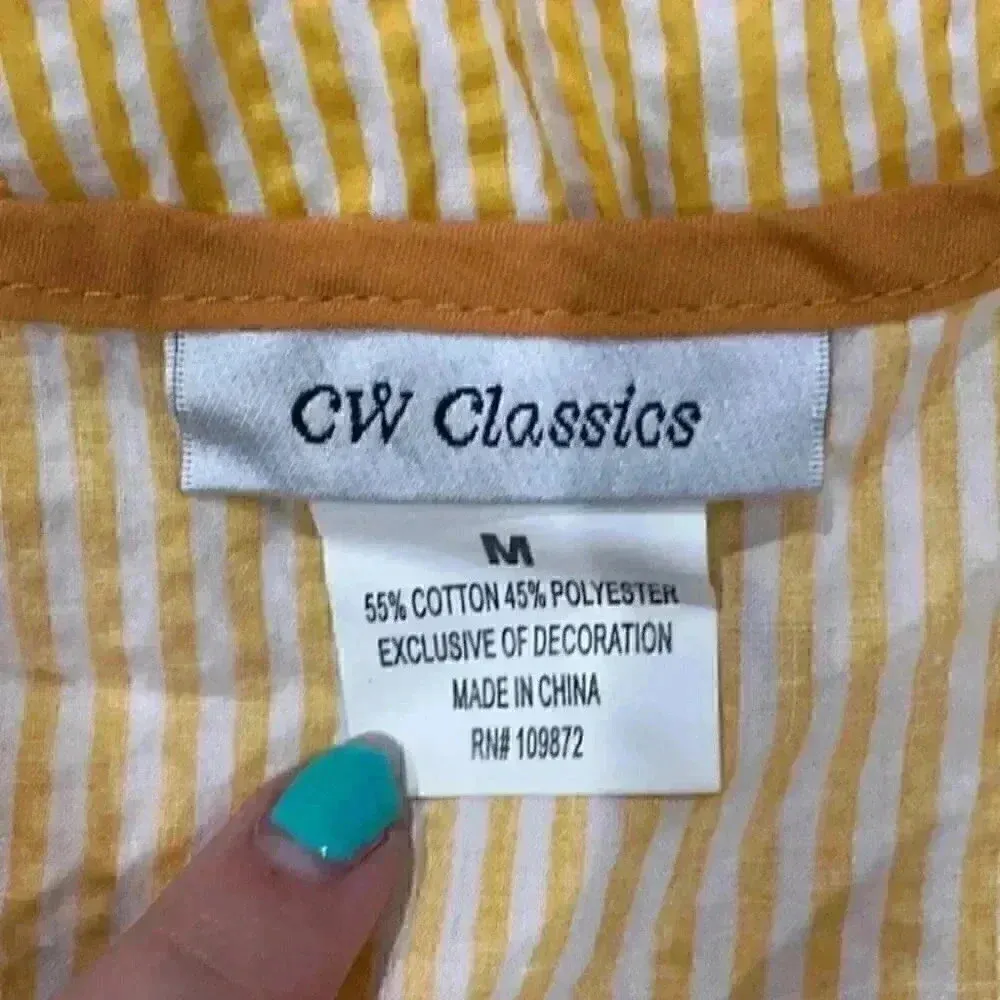 CW Classics
M
55% COTTON 45% POLYESTER
EXCLUSIVE OF DECORATION
MADE IN CHINA
RN# 109872